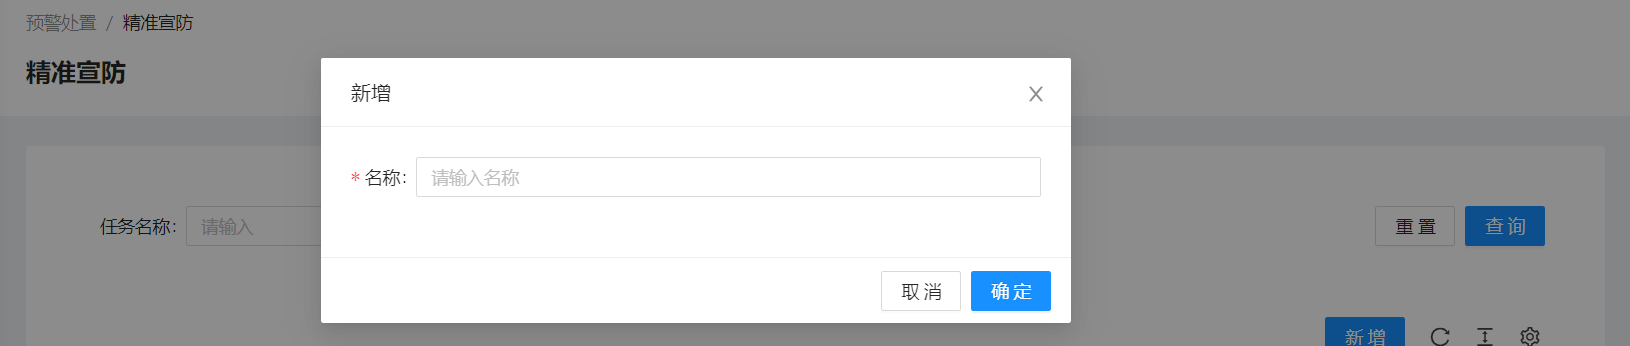 预警处置 / 精准宣防
精准宣防
新增
* 名称: 请输入名称
任务名称: 请输入
重置 查询
取消 确定
新增